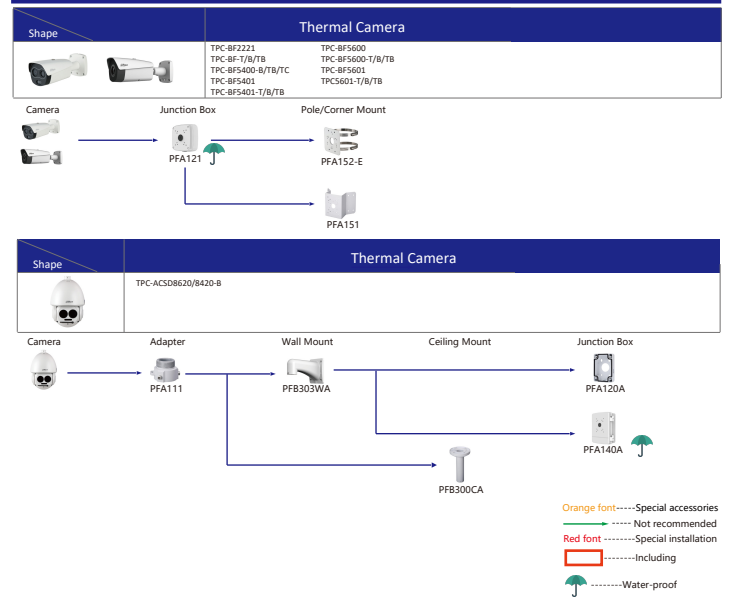 Shape
Thermal Camera
TPC-BF2221
TPC-BF5600
TPC-BF-T/B/TB
TPC-BF5600-T/B/TB
TPC-BF5400-B/TB/TC
TPC-BF5601
TPC-BF5401
TPC5601-T/B/TB
TPC-BF5401-T/B/TB
Camera
Junction Box
Pole/Corner Mount
PFA121
PFA152-E
PFA151
Shape
Thermal Camera
TPC-ACSD8620/8420-B
Camera
Adapter
Wall Mount
Ceiling Mount
Junction Box
PFA111
PFB303WA
PFA120A
PFA140A
PFB300CA
Orange font-----Special accessories
---- Not recommended
Red font --------Special installation
--------Including
--------Water-proof